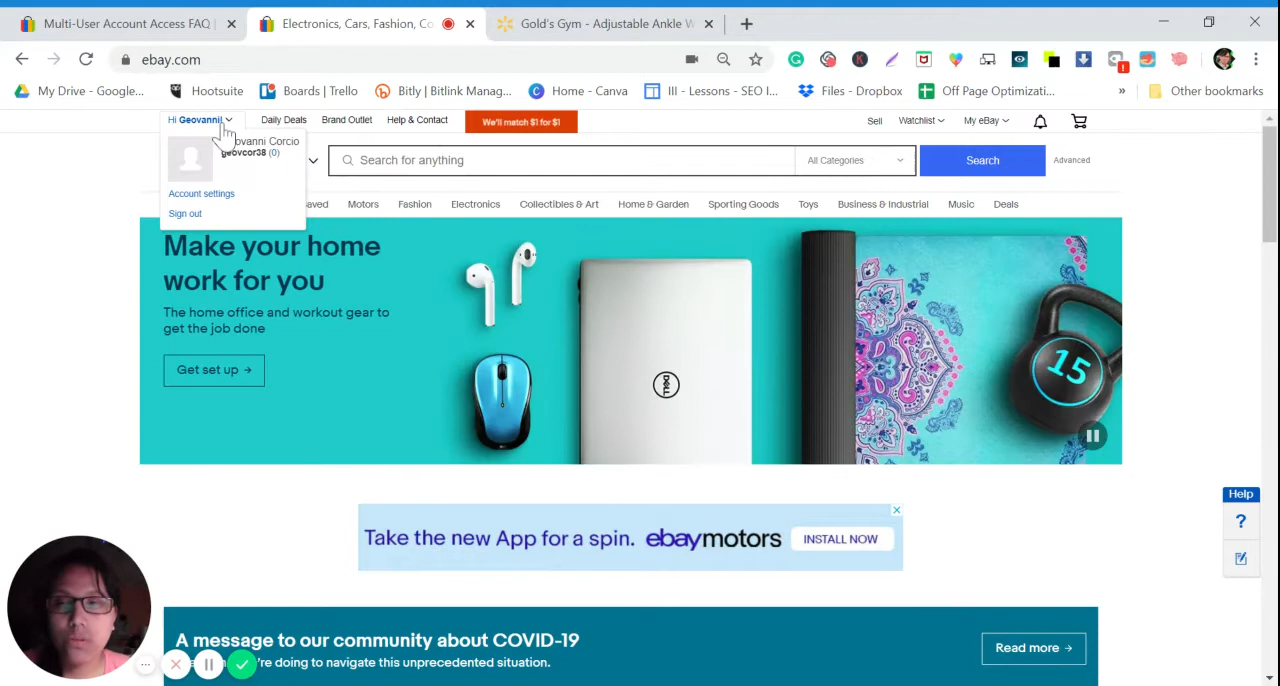 Multi-User Account Access FAQ |
Electronics, Cars, Fashion, Co
Gold's Gym - Adjustable Ankle W
ebay.com
My Drive - Google...
Hootsuite
Boards | Trello
Bitly | Bitlink Manag...
Home - Canva
III - Lessons - SEO I...
Files - Dropbox
Off Page Optimizati...
»
Other bookmarks
Hi Geovanni!
Daily Deals
Brand Outlet
Help & Contact
We'll match $1 for $1
Sell
Watchlist
My eBay
ovanni Corcio
geovcor38 (0)
Account settings
Sign out
Search for anything
All Categories
Search
Advanced
aved
Motors
Fashion
Electronics
Collectibles & Art
Home & Garden
Sporting Goods
Toys
Business & Industrial
Music
Deals
Make your home
work for you
The home office and workout gear to
get the job done
Get set up →
DELL
15
Take the new App for a spin. ebaymotors INSTALL NOW
Help
?
A message to our community about COVID-19
're doing to navigate this unprecedented situation.
Read more →